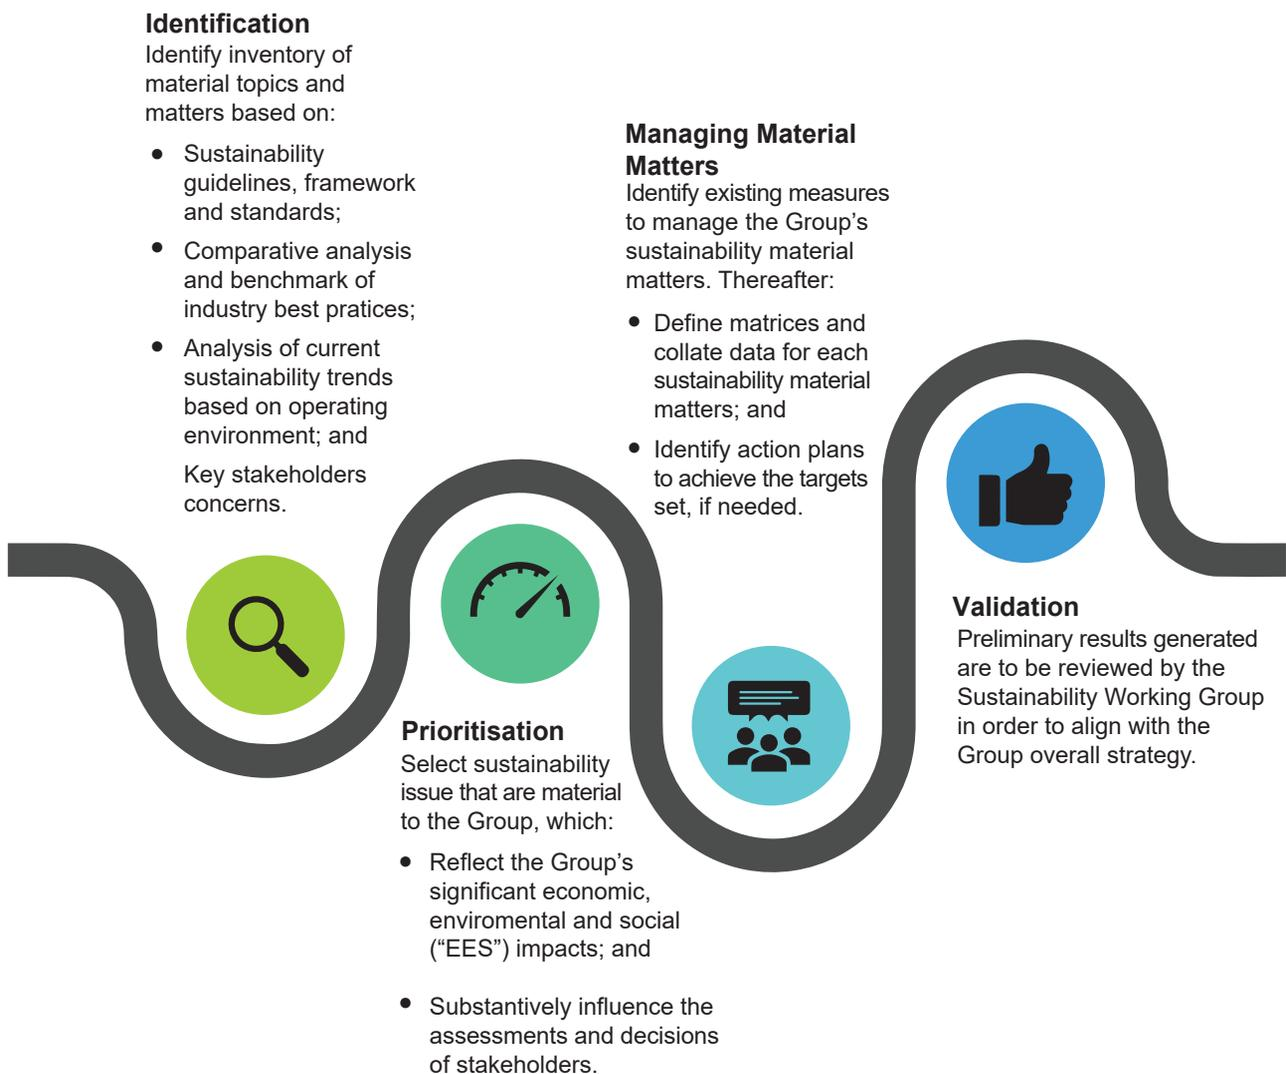 Identification
Identify inventory of
material topics and
matters based on:
● Sustainability
guidelines, framework
and standards;
● Comparative analysis
and benchmark of
industry best pratices;
● Analysis of current
sustainability trends
based on operating
environment; and
Key stakeholders
concerns.
Prioritisation
Select sustainability
issue that are material
to the Group, which:
● Reflect the Group’s
significant economic,
enviromental and social
(“EES”) impacts; and
● Substantively influence the
assessments and decisions
of stakeholders.
Managing Material
Matters
Identify existing measures
to manage the Group’s
sustainability material
matters. Thereafter:
● Define matrices and
collate data for each
sustainability material
matters; and
● Identify action plans
to achieve the targets
set, if needed.
Validation
Preliminary results generated
are to be reviewed by the
Sustainability Working Group
in order to align with the
Group overall strategy.